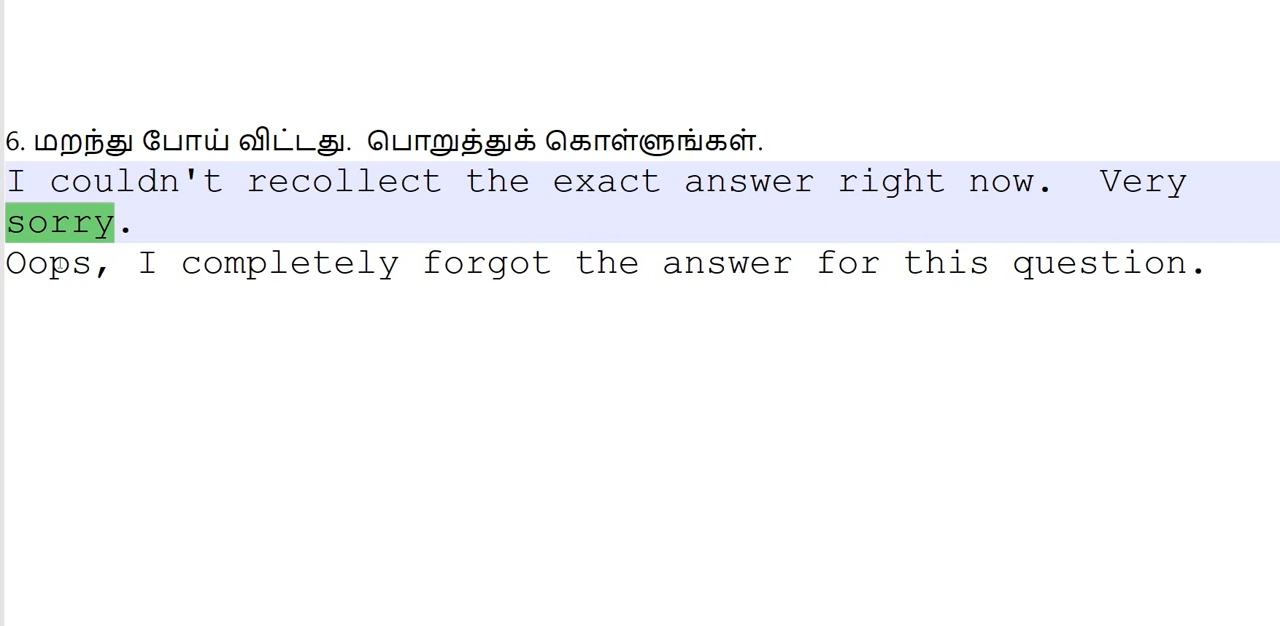 6. மறந்து போய் விட்டது. பொறுத்துக் கொள்ளுங்கள்.
I couldn't recollect the exact answer right now. Very
sorry.
Oops, I completely forgot the answer for this question.